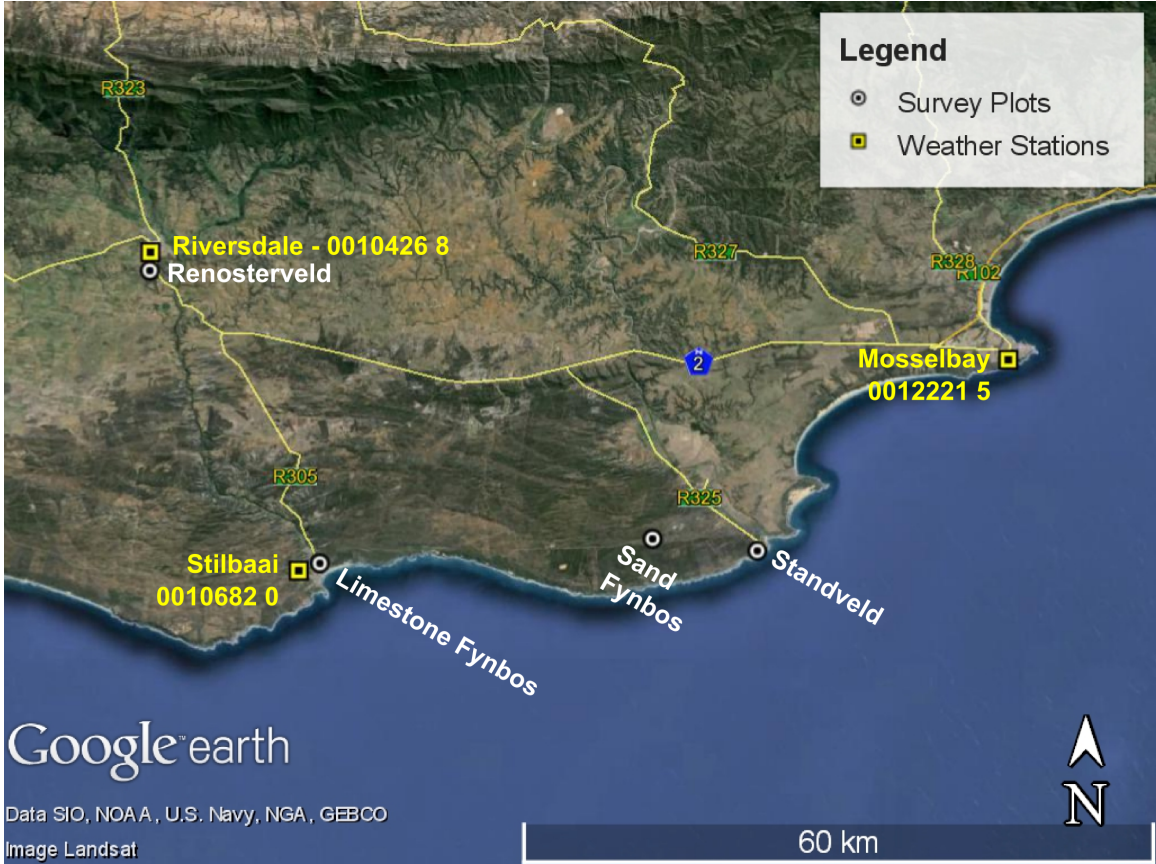 Legend
Survey Plots
Weather Stations
R323
Riversdale - 0010426 8
Renosterveld
R327
R328
R102
N
2
Mosselbay
0012221 5
R305
R325
Stilbaai
0010682 0
Limestone Fynbos
Sand
Fynbos
Standveld
Google earth
Data SIO, NOAA, U.S. Navy, NGA, GEBCO
Image Landsat
N
60 km